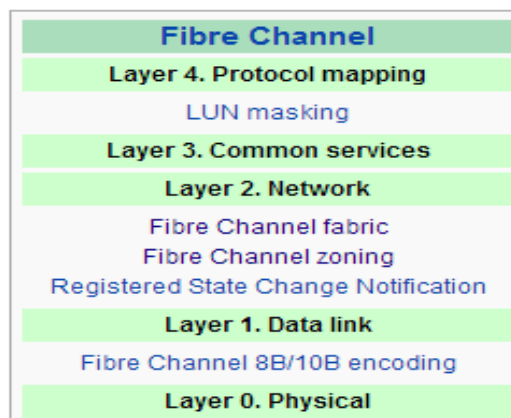 Fibre Channel
Layer 4. Protocol mapping
LUN masking
Layer 3. Common services
Layer 2. Network
Fibre Channel fabric
Fibre Channel zoning
Registered State Change Notification
Layer 1. Data link
Fibre Channel 8B/10B encoding
Layer 0. Physical